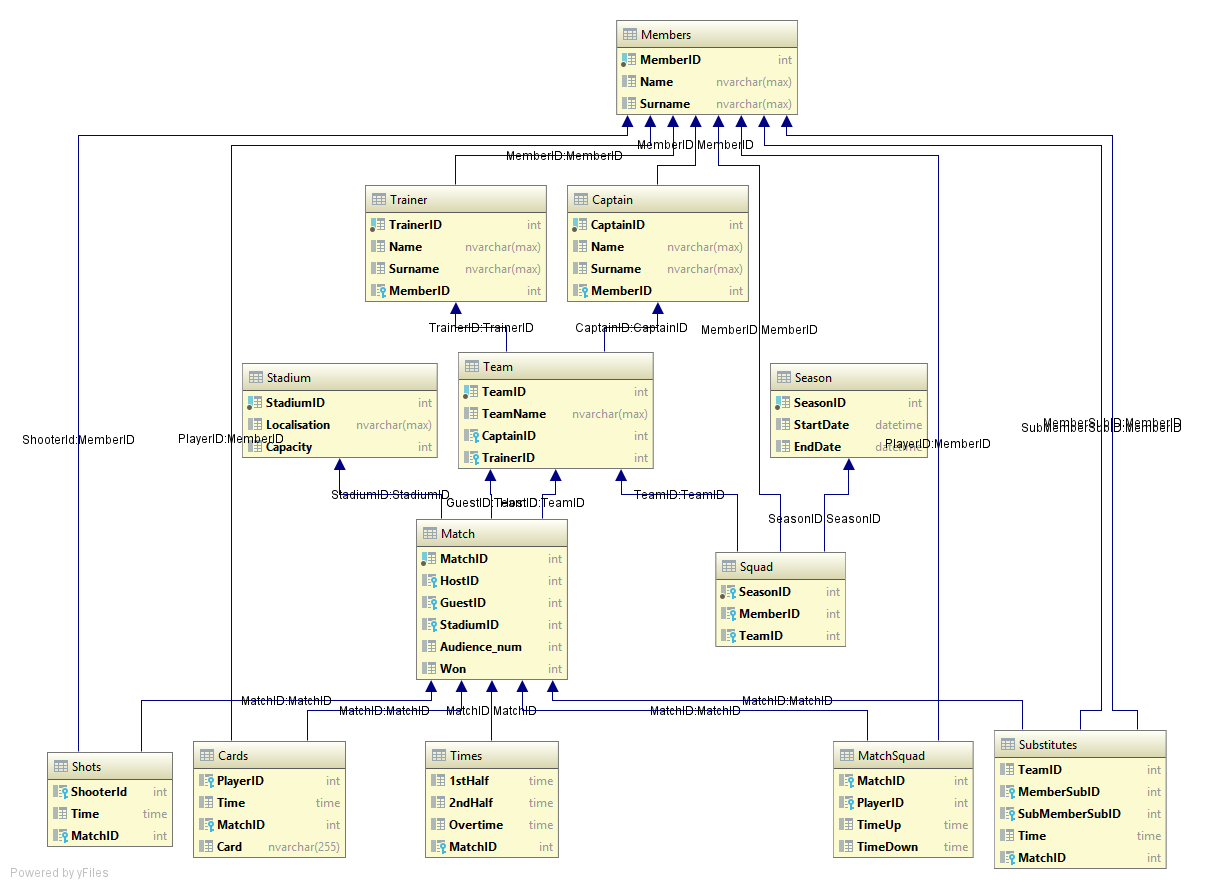 Members
MemberID int
Name nvarchar(max)
Surname nvarchar(max)
MemberID:MemberID
MemberID:MemberID
Trainer
TrainerID int
Name nvarchar(max)
Surname nvarchar(max)
MemberID int
Captain
CaptainID int
Name nvarchar(max)
Surname nvarchar(max)
MemberID int
TrainerID:TrainerID
CaptainID:CaptainID
MemberID:MemberID
Stadium
StadiumID int
Localisation nvarchar(max)
Capacity int
Team
TeamID int
TeamName nvarchar(max)
CaptainID int
TrainerID int
Season
SeasonID int
StartDate datetime
EndDate datetime
ShooterId:MemberID
PlayerID:MemberID
PlayerID:MemberID
MemberSubID:MemberID
SubMemberSubID:MemberID
StadiumID:StadiumID
GuestID:TeamID
HostID:TeamID
TeamID:TeamID
SeasonID:SeasonID
Match
MatchID int
HostID int
GuestID int
StadiumID int
Audience_num int
Won int
Squad
SeasonID int
MemberID int
TeamID int
MatchID:MatchID
MatchID:MatchID
MatchID:MatchID
MatchID:MatchID
MatchID:MatchID
Shots
ShooterId int
Time time
MatchID int
Cards
PlayerID int
Time time
MatchID int
Card nvarchar(255)
Times
1stHalf time
2ndHalf time
Overtime time
MatchID int
MatchSquad
MatchID int
PlayerID int
TimeUp time
TimeDown time
Substitutes
TeamID int
MemberSubID int
SubMemberSubID int
Time time
MatchID int
Powered by yFiles